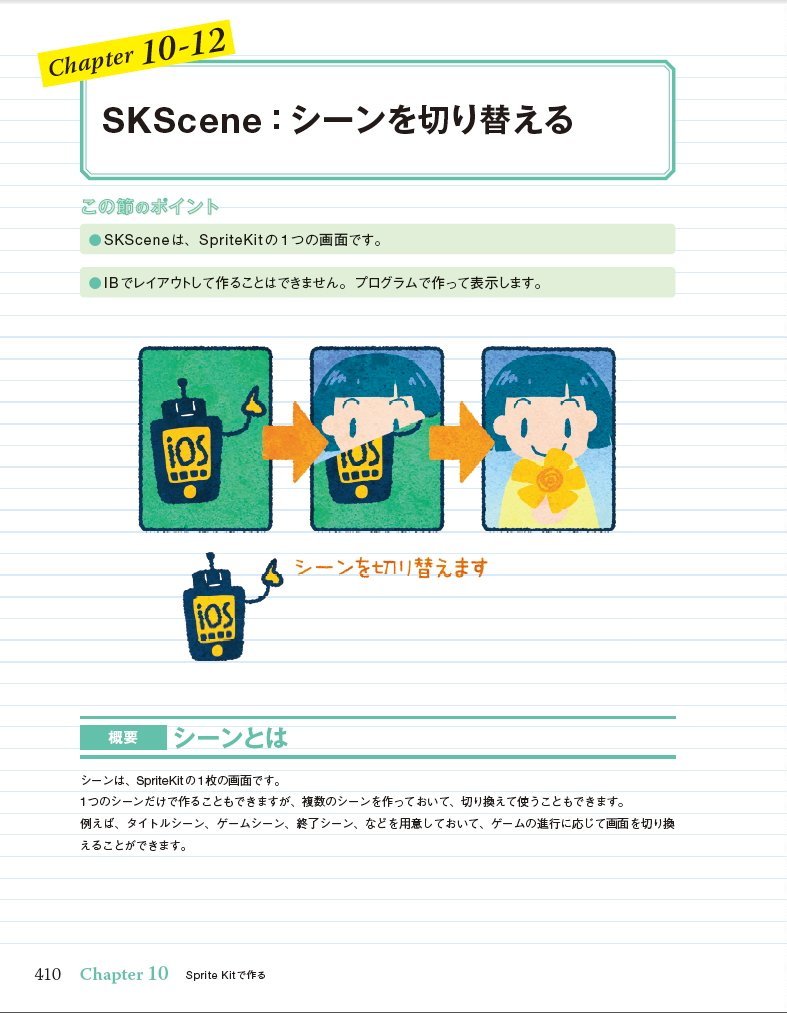 Chapter 10-12
SKScene：シーンを切り替える
この節のポイント
●SKSceneは、SpriteKitの1つの画面です。
●IBでレイアウトして作ることはできません。プログラムで作って表示します。
iOS
iOS
シーンを切り替えます
iOS
概要 シーンとは
シーンは、SpriteKitの1枚の画面です。
1つのシーンだけで作ることもできますが、複数のシーンを作っておいて、切り換えて使うこともできます。
例えば、タイトルシーン、ゲームシーン、終了シーン、などを用意しておいて、ゲームの進行に応じて画面を切り換
えることができます。
410 Chapter 10 Sprite Kitで作る